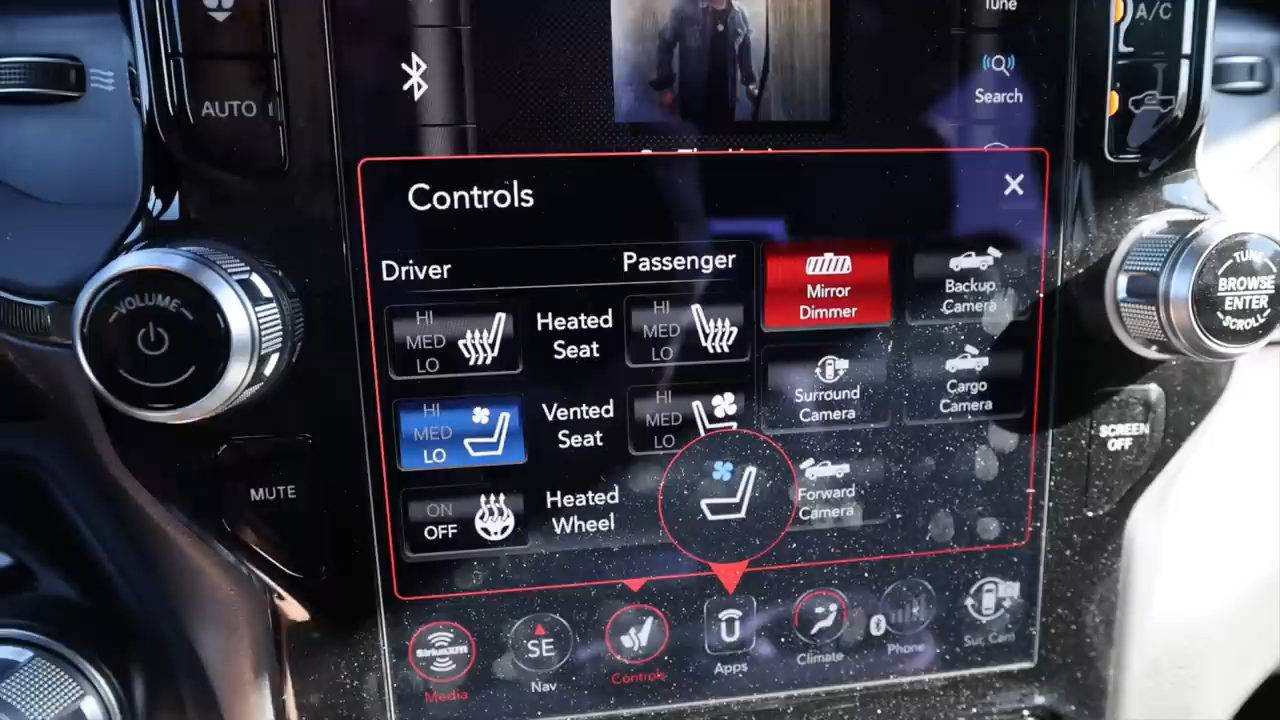 Tune
A/C
AUTO
Search
Controls
X
Driver
Passenger
HI
MED
LO
Heated
Seat
HI
MED
LO
Mirror
Dimmer
Backup
Camera
HI
MED
LO
Vented
Seat
HI
MED
LO
Surround
Camera
Cargo
Camera
ON
OFF
Heated
Wheel
Forward
Camera
VOLUME
MUTE
TUNE
BROWSE
ENTER
SCROLL
SCREEN
OFF
SiriusXM
Media
SE
Nav
Controls
Apps
Climate
Phone
Sur. Cam